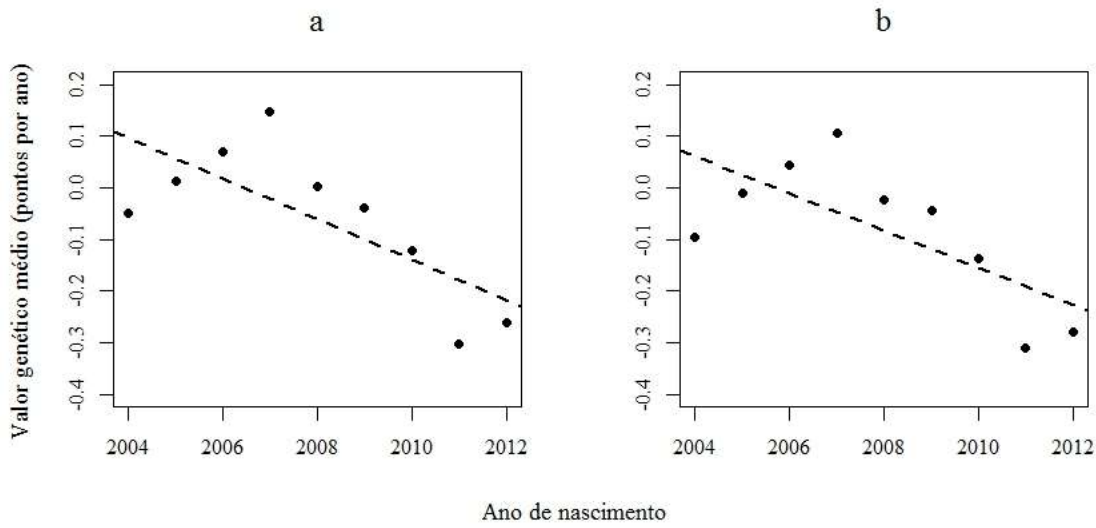 a
b
Valor genético médio (pontos por ano)
0.2
0.1
0.0
-0.1
-0.2
-0.3
-0.4
2004 2006 2008 2010 2012
0.2
0.1
0.0
-0.1
-0.2
-0.3
-0.4
2004 2006 2008 2010 2012
Ano de nascimento